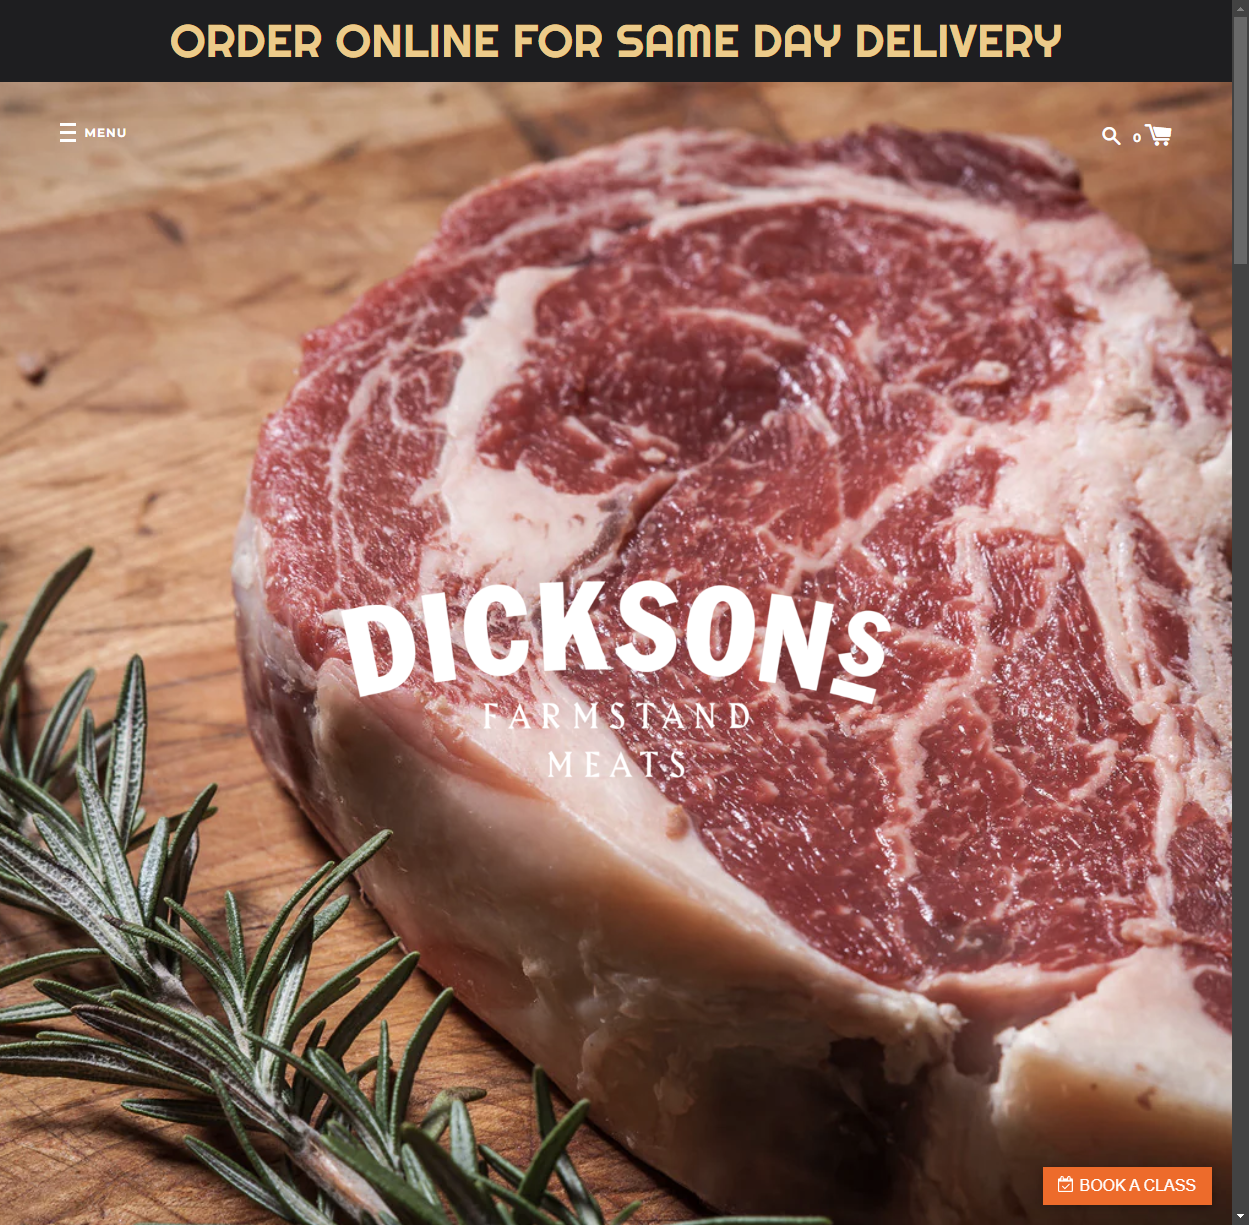 ORDER ONLINE FOR SAME DAY DELIVERY
MENU
0
DICKSONs
FARMSTAND
MEATS
BOOK A CLASS